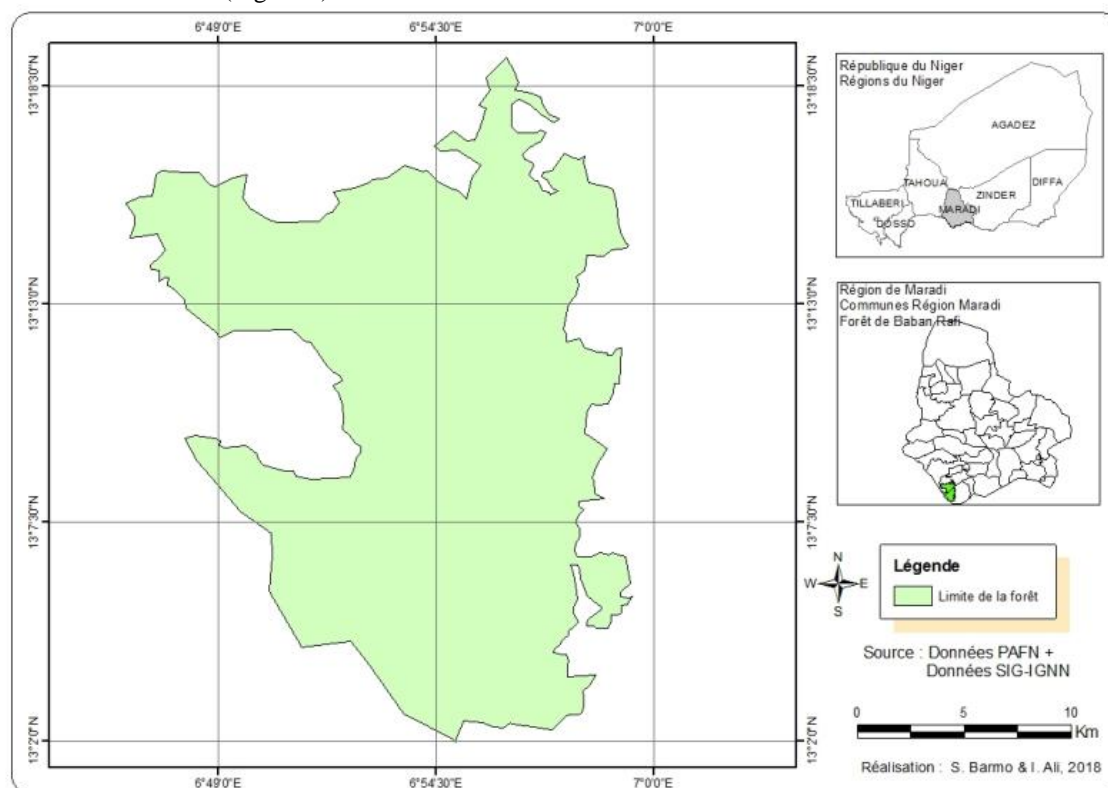 6°49'0"E 6°54'30"E 7°0'0"E
13°18'30"N 13°18'30"N
13°13'0"N 13°13'0"N
13°7'30"N 13°7'30"N
13°2'0"N 13°2'0"N
6°49'0"E 6°54'30"E 7°0'0"E
République du Niger
Régions du Niger
AGADEZ
TAHOUA
DIFFA
ZINDER
TILLABERI
MARADI
DOSSO
Région de Maradi
Communes Région Maradi
Forêt de Baban Rafi
N
W E
S
Légende
Limite de la forêt
Source : Données PAFN +
Données SIG-IGNN
0 5 10
Km
Réalisation : S. Barmo & I. Ali, 2018